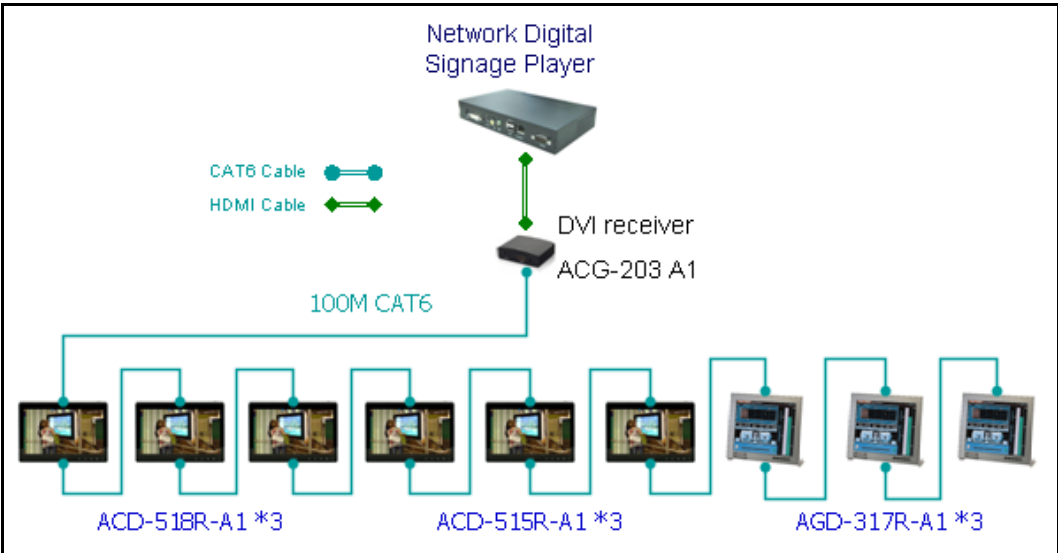 Network Digital
Signage Player
CAT6 Cable
HDMI Cable
DVI receiver
ACG-203 A1
100M CAT6
ACD-518R-A1 *3
ACD-515R-A1 *3
AGD-317R-A1 *3